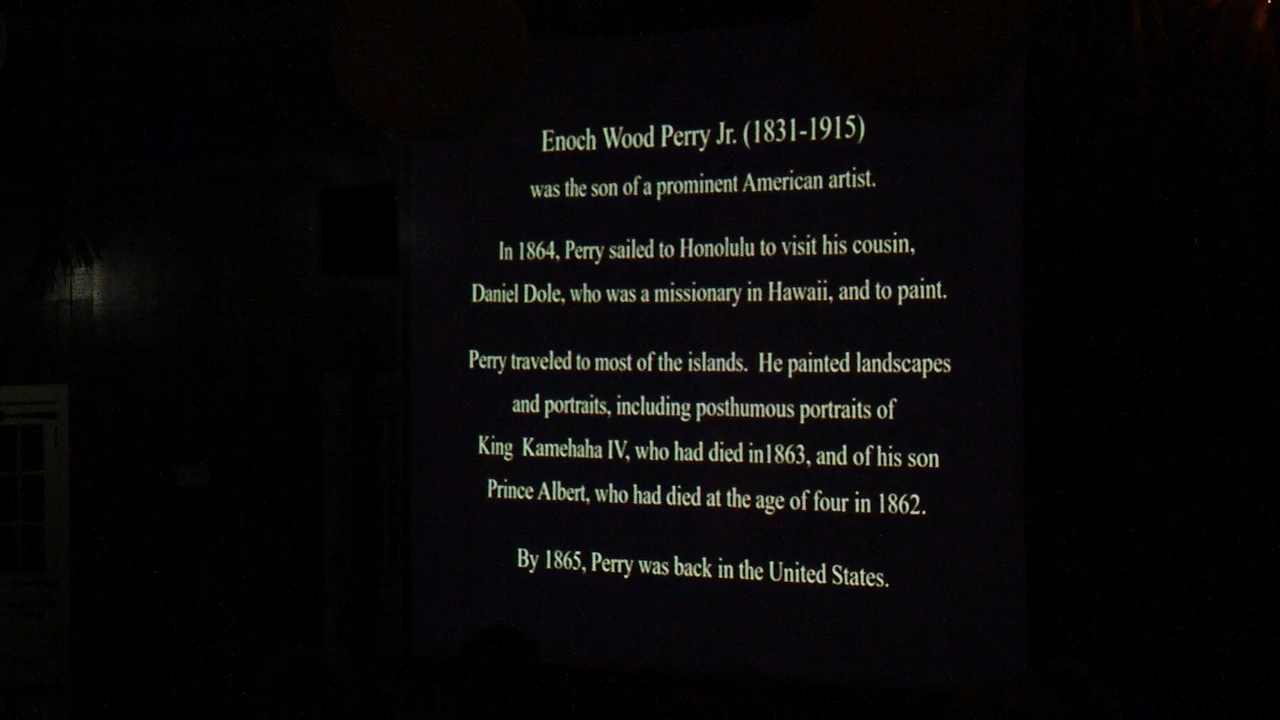 Enoch Wood Perry Jr. (1831-1915)
was the son of a prominent American artist.
In 1864, Perry sailed to Honolulu to visit his cousin,
Daniel Dole, who was a missionary in Hawaii, and to paint.
Perry traveled to most of the islands.  He painted landscapes
and portraits, including posthumous portraits of
King  Kamehaha IV, who had died in1863, and of his son
Prince Albert, who had died at the age of four in 1862.
By 1865, Perry was back in the United States.